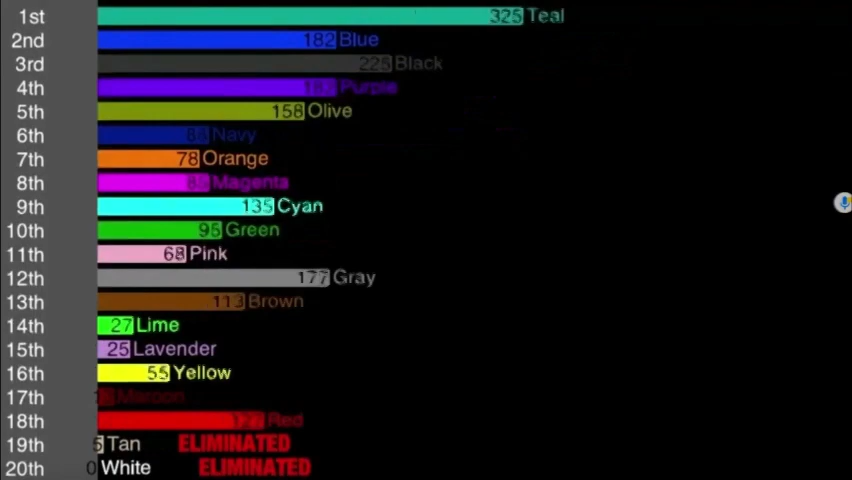 1st 325 Teal
2nd 182 Blue
3rd 225 Black
4th Purple
5th 158 Olive
6th Navy
7th 78 Orange
8th Magenta
9th 135 Cyan
10th 95 Green
11th 68 Pink
12th 177 Gray
13th 113 Brown
14th 27 Lime
15th 25 Lavender
16th 55 Yellow
17th Maroon
18th 127 Red
19th 5 Tan ELIMINATED
20th 0 White ELIMINATED